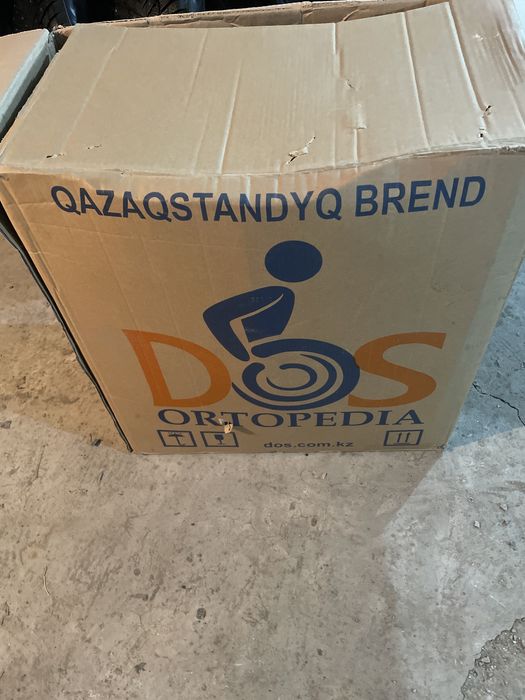 QAZAQSTANDYQ BREND
DOS
ORTOPEDIA
dos.com.kz